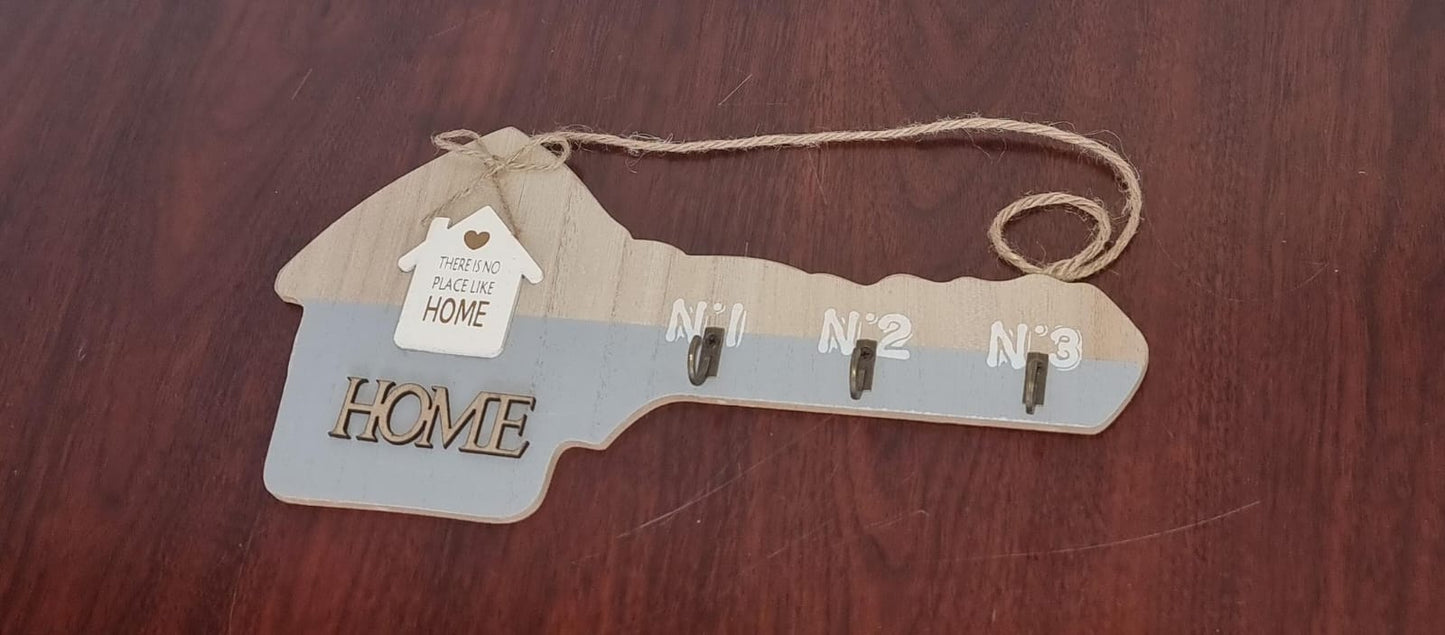 THERE IS NO
PLACE LIKE
HOME
HOME
N°1 N°2 N°3